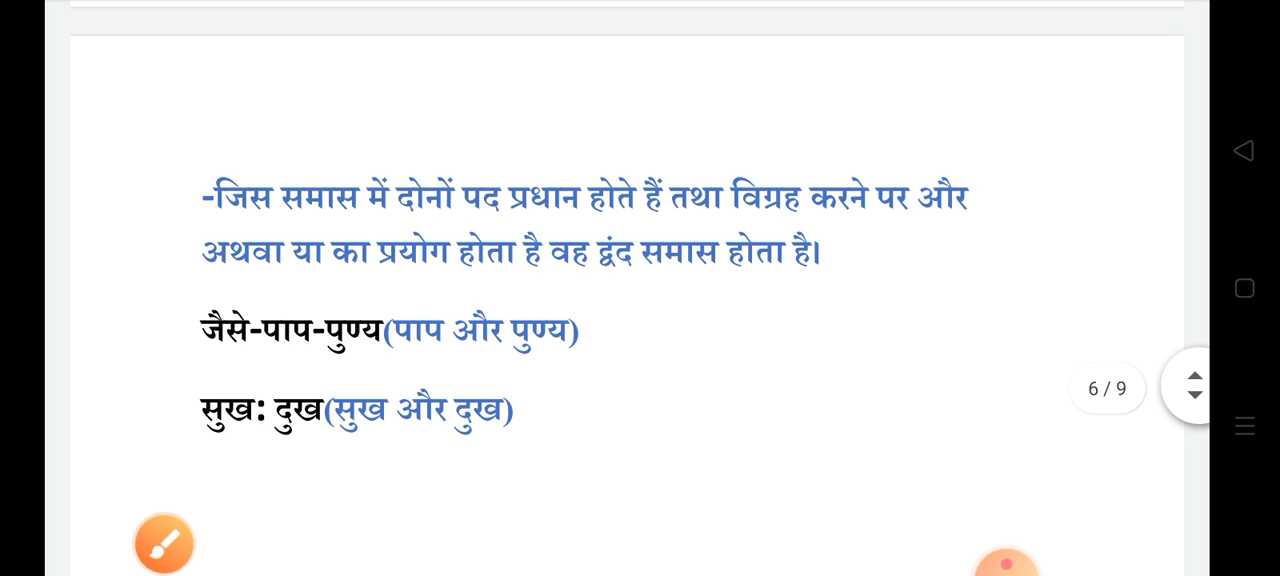 -जिस समास में दोनों पद प्रधान होते हैं तथा विग्रह करने पर और
अथवा या का प्रयोग होता है वह द्वंद समास होता है।
जैसे-पाप-पुण्य(पाप और पुण्य)
6 / 9
सुख: दुख(सुख और दुख)